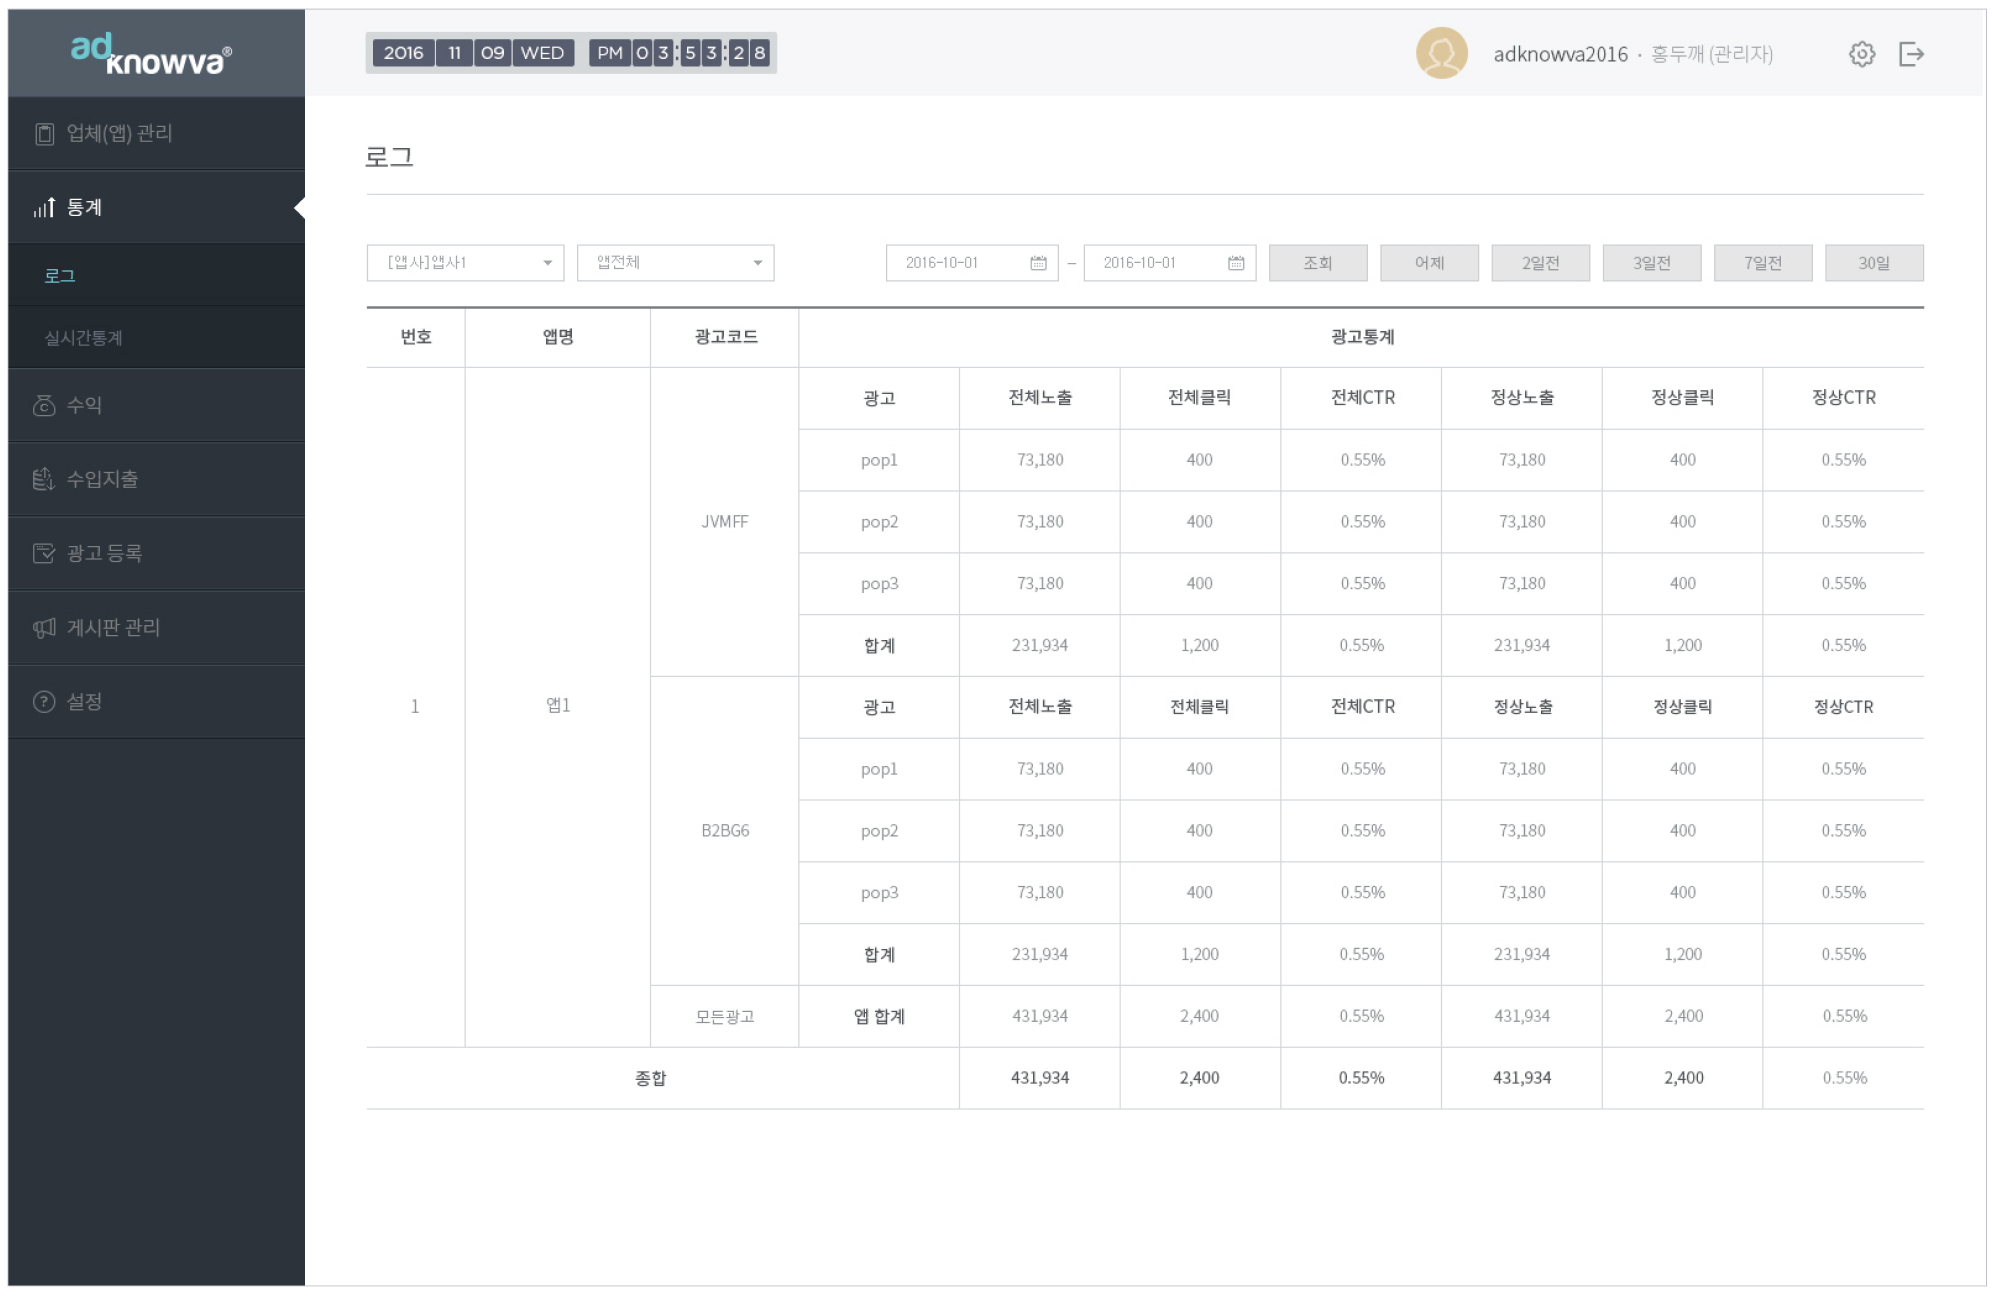 adknowva®
2016 11 09 WED PM 03:53:28
adknowva2016 · 홍두깨 (관리자)
업체(앱) 관리
통계
로그
실시간통계
수익
수입지출
광고 등록
게시판 관리
설정
로그
[앱사]앱사1 앱전체 2016-10-01 – 2016-10-01 조회 어제 2일전 3일전 7일전 30일
번호 앱명 광고코드 광고통계
광고 전체노출 전체클릭 전체CTR 정상노출 정상클릭 정상CTR
pop1 73,180 400 0.55% 73,180 400 0.55%
JVMFF pop2 73,180 400 0.55% 73,180 400 0.55%
pop3 73,180 400 0.55% 73,180 400 0.55%
합계 231,934 1,200 0.55% 231,934 1,200 0.55%
1 앱1 광고 전체노출 전체클릭 전체CTR 정상노출 정상클릭 정상CTR
pop1 73,180 400 0.55% 73,180 400 0.55%
B2BG6 pop2 73,180 400 0.55% 73,180 400 0.55%
pop3 73,180 400 0.55% 73,180 400 0.55%
합계 231,934 1,200 0.55% 231,934 1,200 0.55%
모든광고 앱 합계 431,934 2,400 0.55% 431,934 2,400 0.55%
종합 431,934 2,400 0.55% 431,934 2,400 0.55%